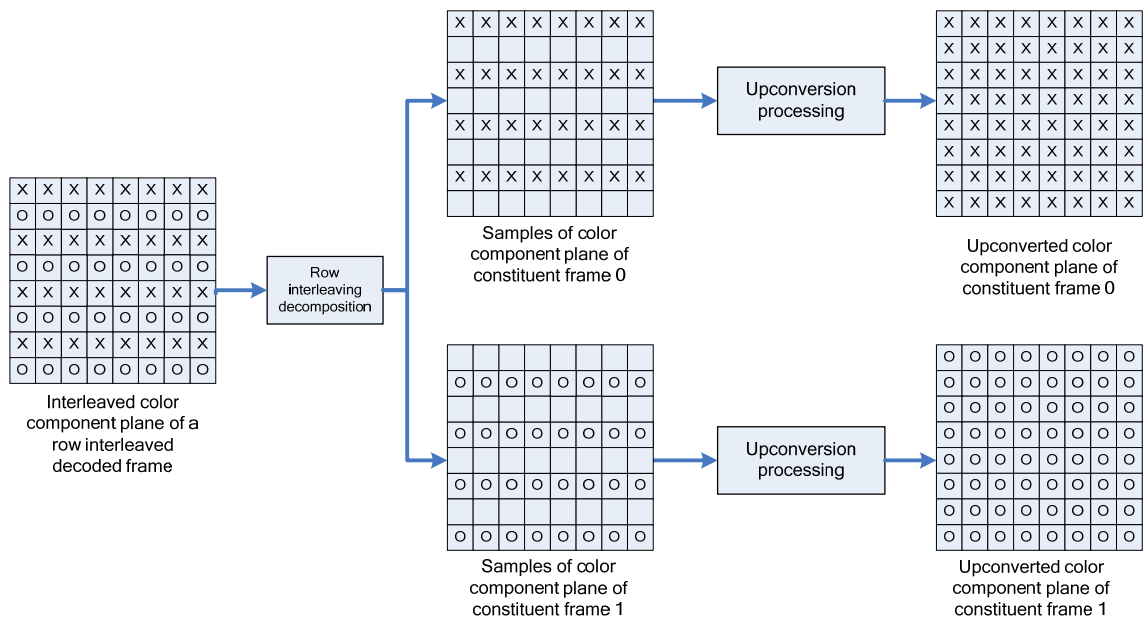 X X X X X X X X
X X X X X X X X
X X X X X X X X
X X X X X X X X
Samples of color
component plane of
constituent frame 0
Upconversion
processing
X X X X X X X X
X X X X X X X X
X X X X X X X X
X X X X X X X X
X X X X X X X X
X X X X X X X X
X X X X X X X X
X X X X X X X X
Upconverted color
component plane of
constituent frame 0
X X X X X X X X
O O O O O O O O
X X X X X X X X
O O O O O O O O
X X X X X X X X
O O O O O O O O
X X X X X X X X
O O O O O O O O
Interleaved color
component plane of a
row interleaved
decoded frame
Row
interleaving
decomposition
O O O O O O O O
O O O O O O O O
O O O O O O O O
O O O O O O O O
Samples of color
component plane of
constituent frame 1
Upconversion
processing
O O O O O O O O
O O O O O O O O
O O O O O O O O
O O O O O O O O
O O O O O O O O
O O O O O O O O
O O O O O O O O
O O O O O O O O
Upconverted color
component plane of
constituent frame 1